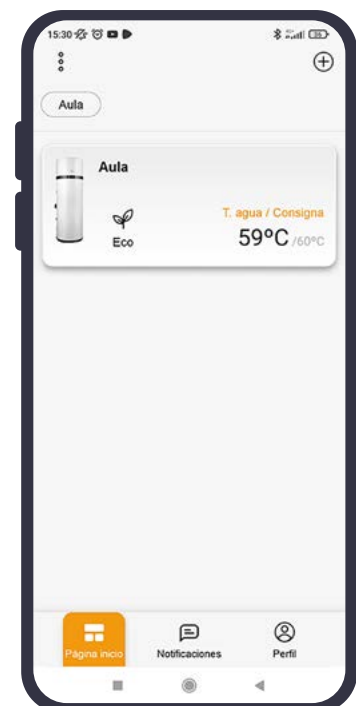 15:30
Aula
Aula
T. agua / Consigna
Eco
59ºC /60ºC
Página inicio Notificaciones Perfil